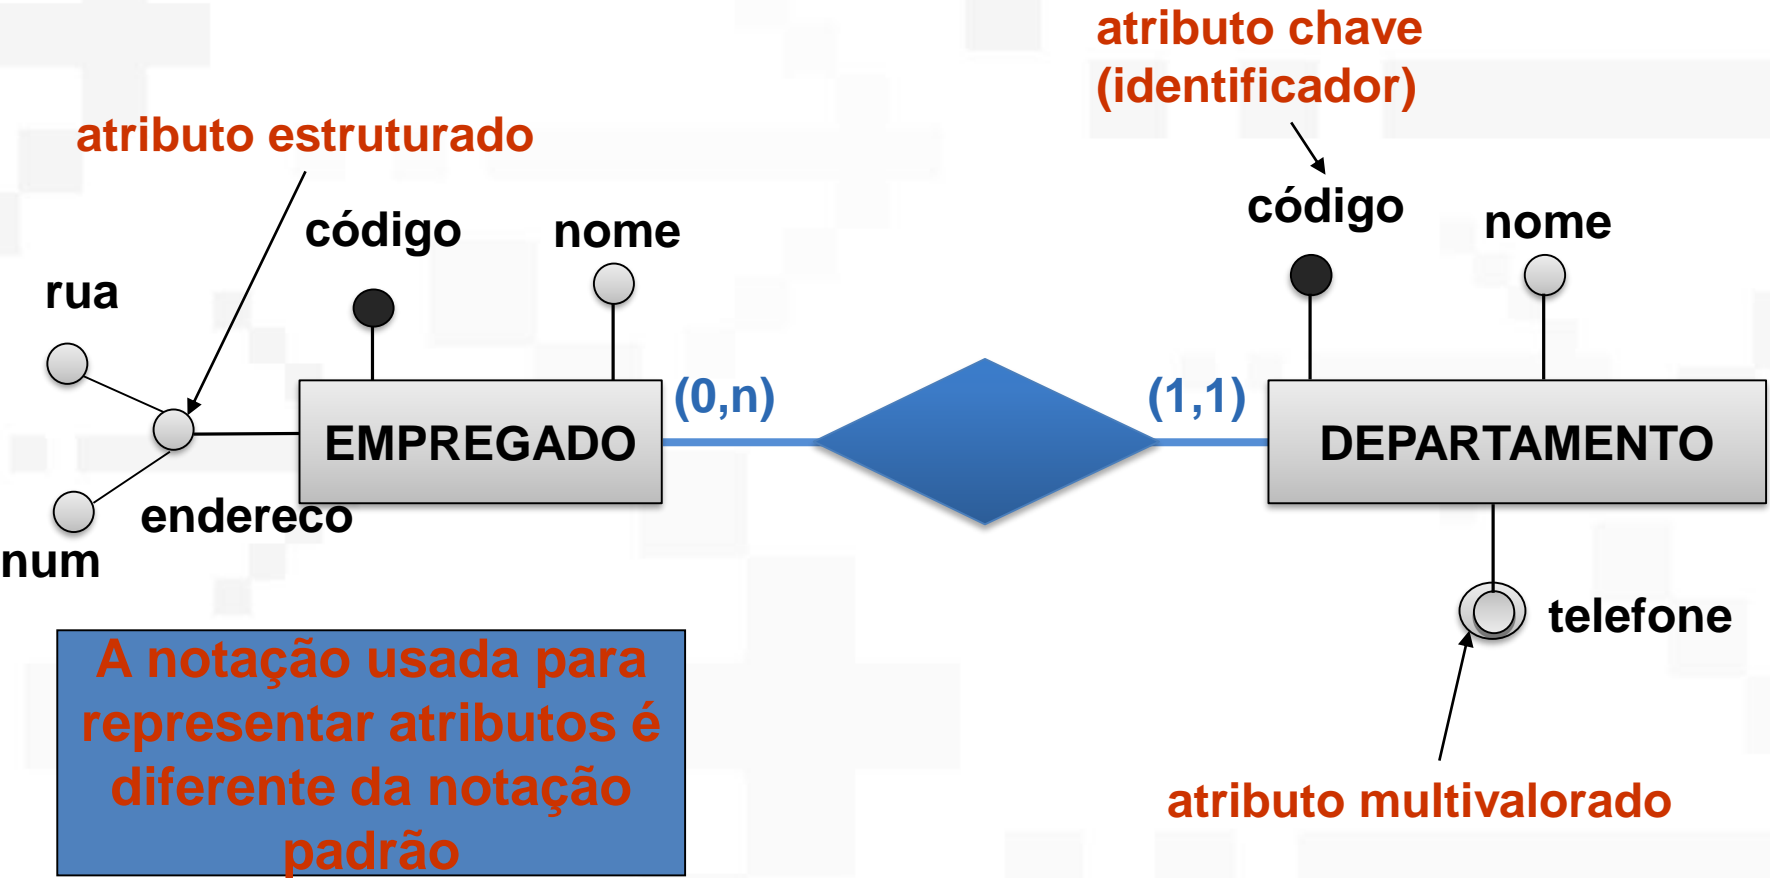 atributo chave
(identificador)
atributo estruturado
código
nome
código
nome
rua
(0,n)
(1,1)
EMPREGADO
DEPARTAMENTO
endereco
num
telefone
A notação usada para
representar atributos é
diferente da notação
padrão
atributo multivalorado